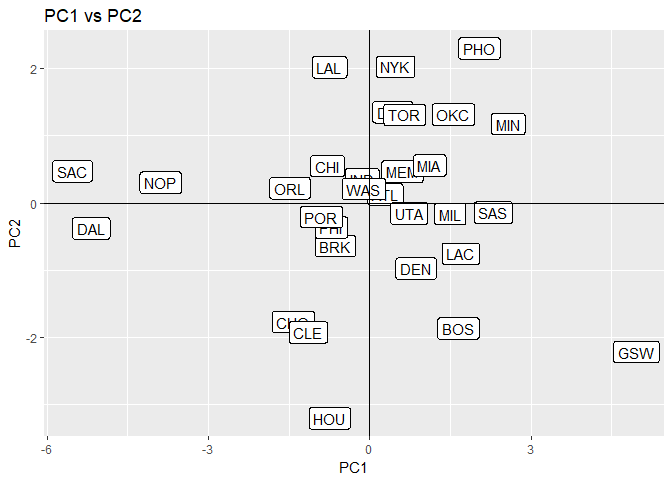 PC1 vs PC2
PHO
LAL
NYK
TOR
OKC
MIN
CHI
MIA
SAC
MEM
NOP
ORL
WAS
UTA
MIL
SAS
POR
DAL
BRK
LAC
DEN
CLE
BOS
GSW
HOU
2
0
-2
PC2
-6
-3
0
3
PC1